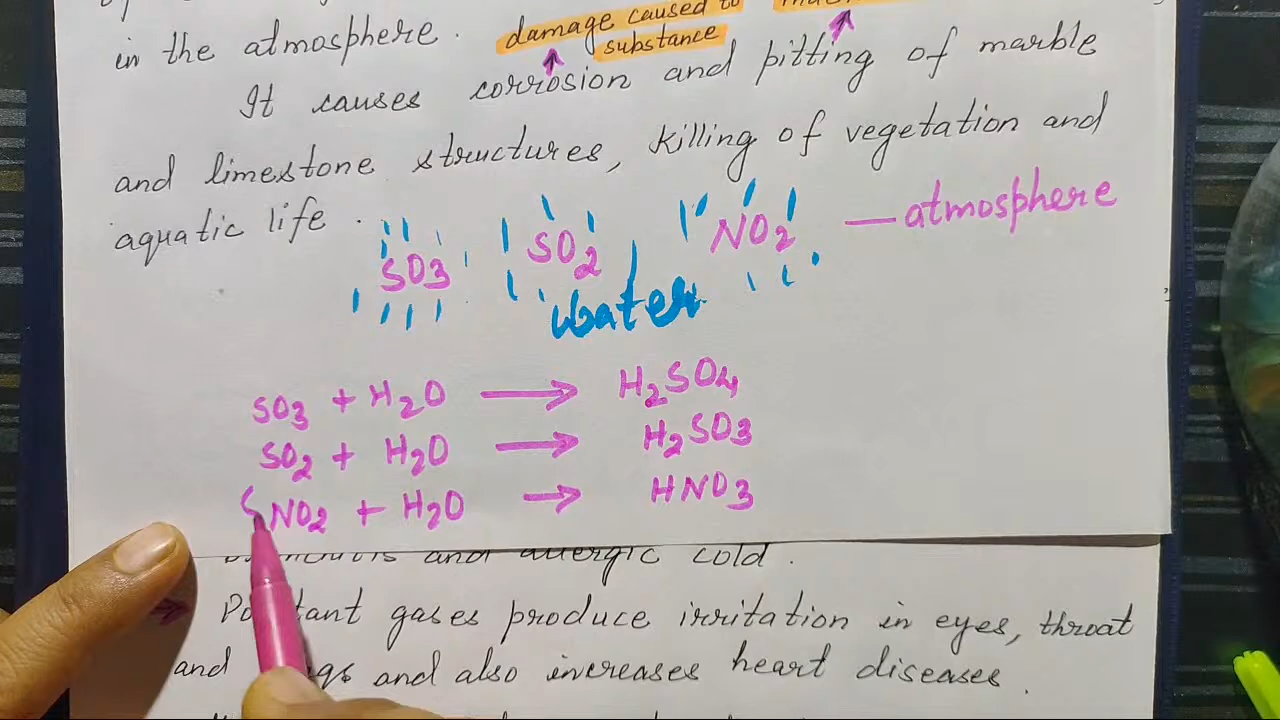 in the atmosphere. damage caused to
substance
It causes corrosion and pitting of marble
and limestone structures, killing of vegetation and
aquatic life.
SO3 SO2 NO2 — atmosphere
water
SO3 + H2O → H2SO4
SO2 + H2O → H2SO3
NO2 + H2O → HNO3
and allergic cold.
gases produce irritation in eyes, throat
and and also increases heart diseases.